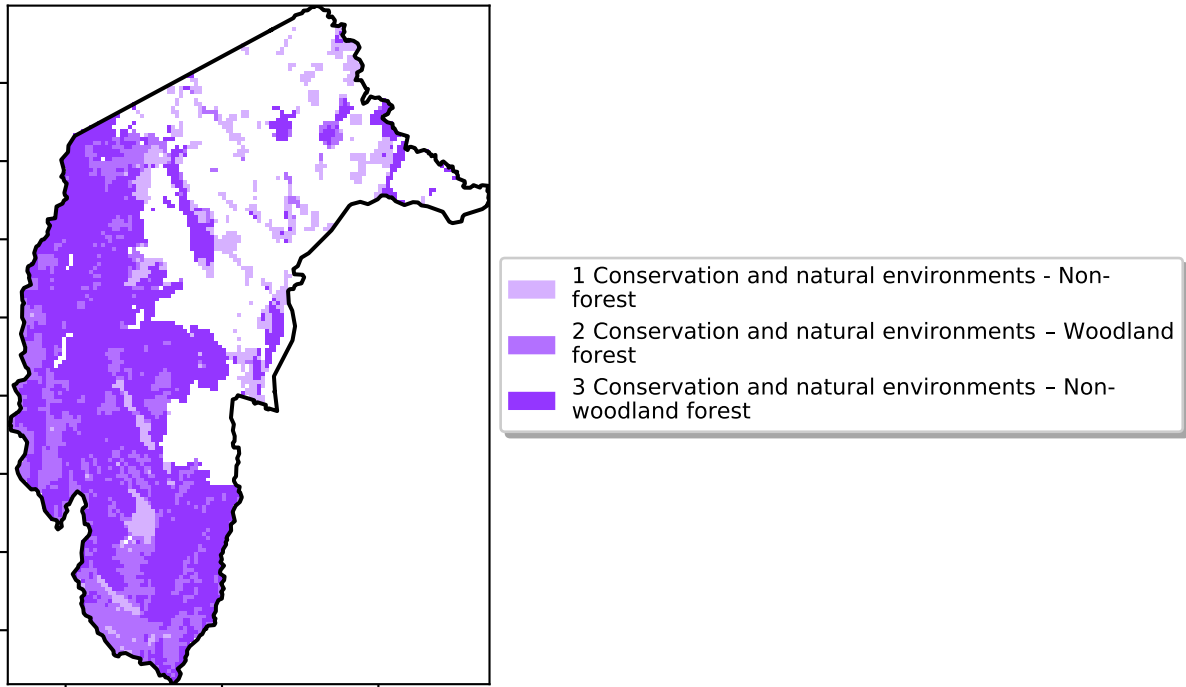 1 Conservation and natural environments - Non-
forest
2 Conservation and natural environments – Woodland
forest
3 Conservation and natural environments – Non-
woodland forest